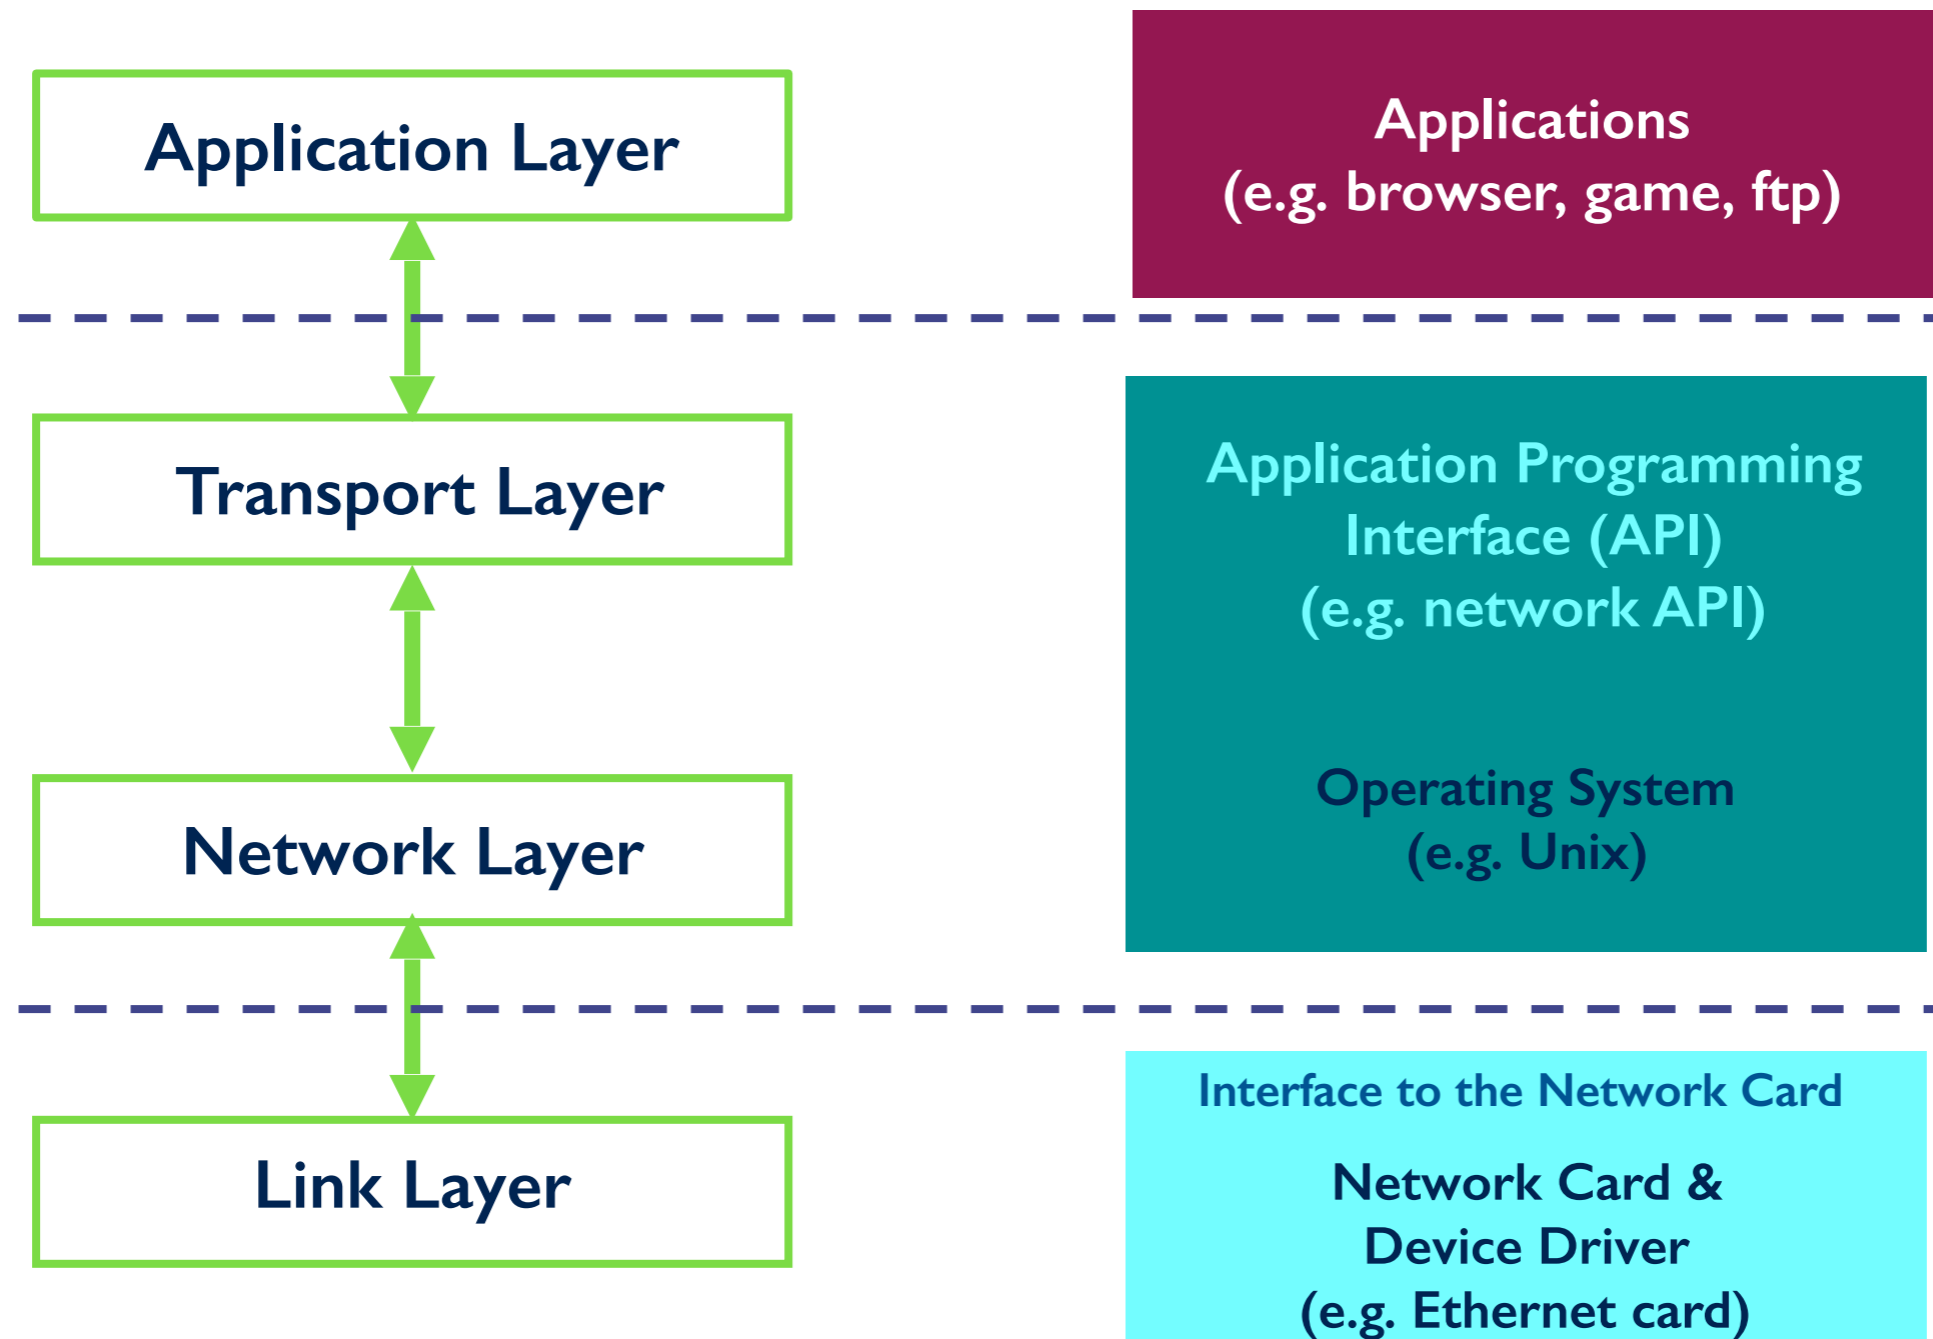 Application Layer
Applications
(e.g. browser, game, ftp)
Transport Layer
Application Programming
Interface (API)
(e.g. network API)
Network Layer
Operating System
(e.g. Unix)
Link Layer
Interface to the Network Card
Network Card &
Device Driver
(e.g. Ethernet card)